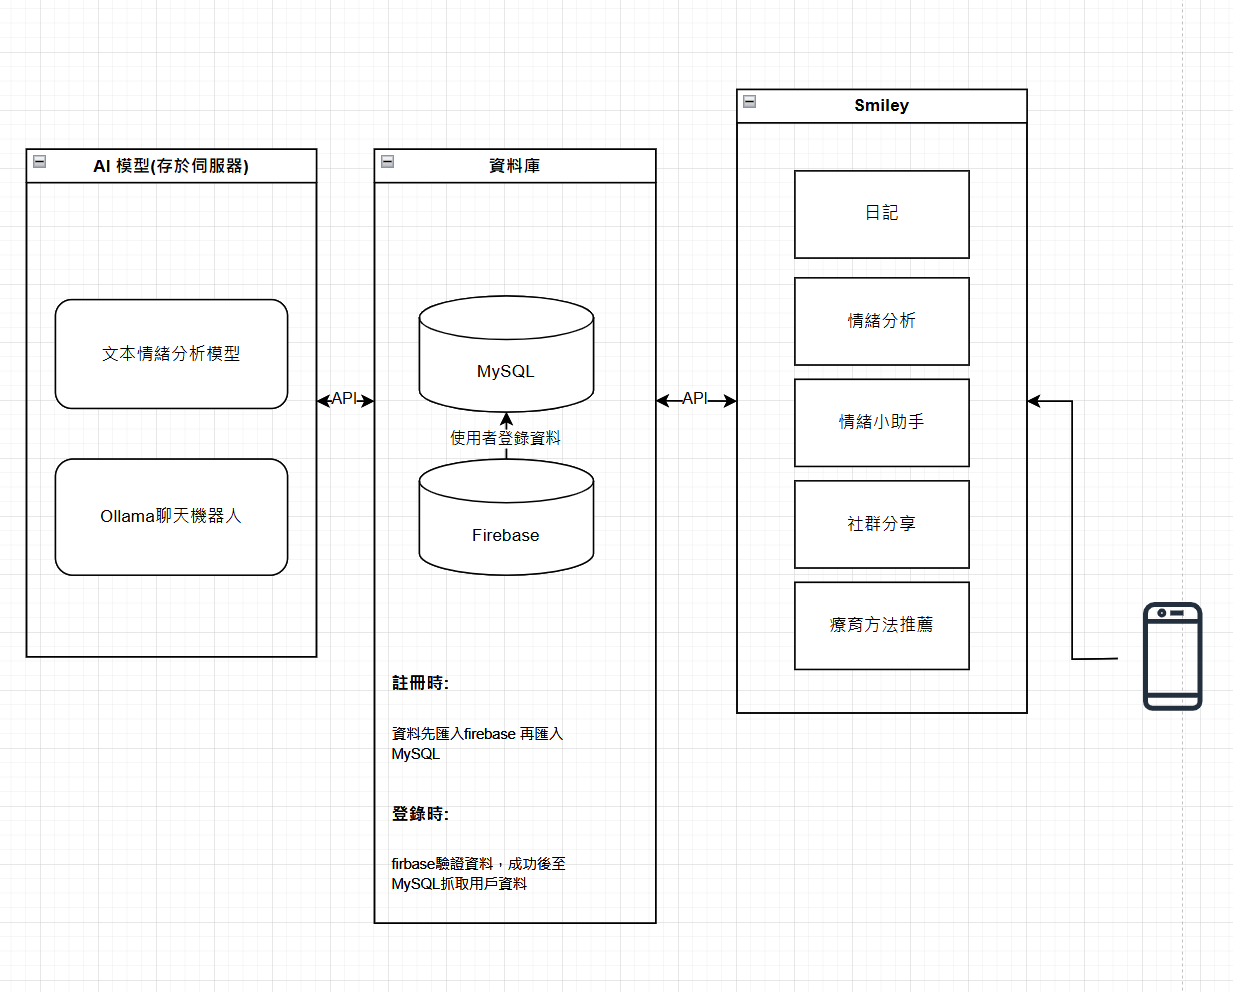 AI 模型(存於伺服器)
文本情緒分析模型
Ollama聊天機器人
API
資料庫
MySQL
使用者登錄資料
Firebase
註冊時:
資料先匯入firebase 再匯入
MySQL
登錄時:
firbase驗證資料，成功後至
MySQL抓取用戶資料
API
Smiley
日記
情緒分析
情緒小助手
社群分享
療育方法推薦